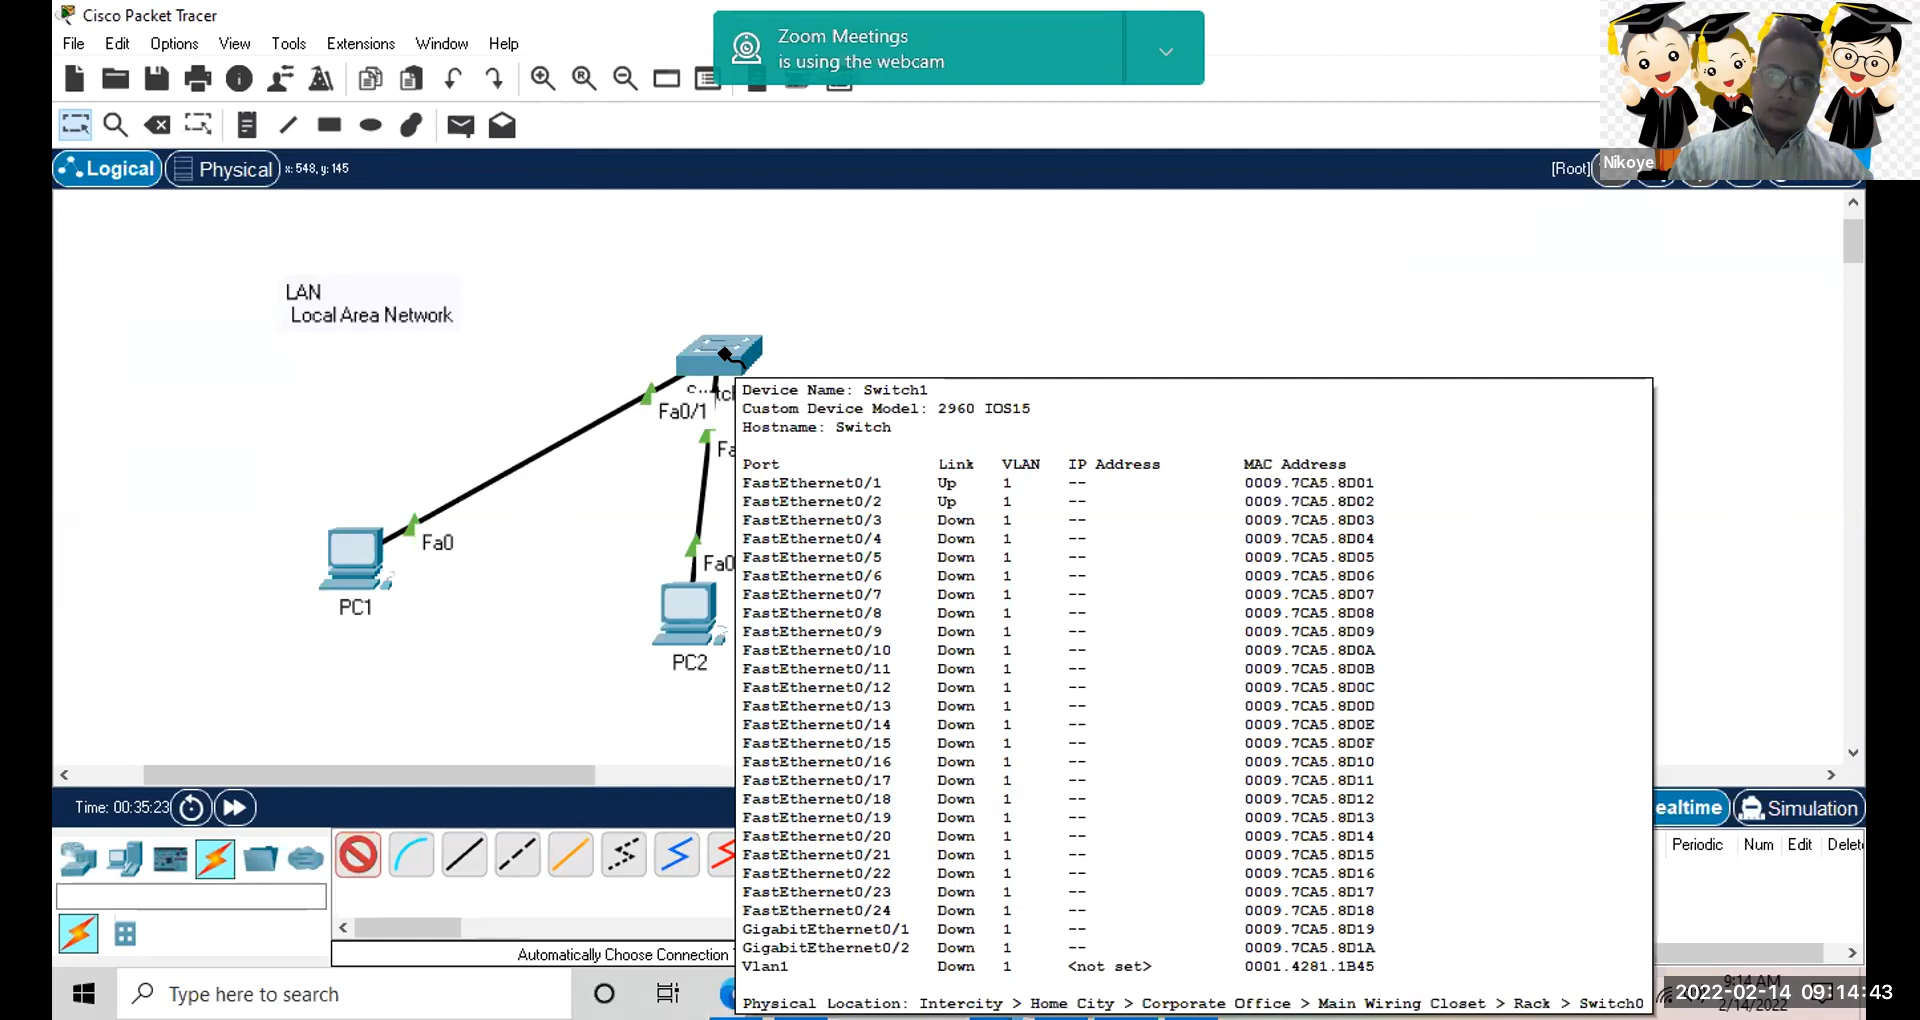 Cisco Packet Tracer
File Edit Options View Tools Extensions Window Help
Zoom Meetings
is using the webcam
Logical Physical x: 548, y: 145
[Root]
Nikoye
LAN
Local Area Network
Fa0/1
Fa0
PC1
Fa0
PC2
Device Name: Switch1
Custom Device Model: 2960 IOS15
Hostname: Switch
Port Link VLAN IP Address MAC Address
FastEthernet0/1 Up 1 -- 0009.7CA5.8D01
FastEthernet0/2 Up 1 -- 0009.7CA5.8D02
FastEthernet0/3 Down 1 -- 0009.7CA5.8D03
FastEthernet0/4 Down 1 -- 0009.7CA5.8D04
FastEthernet0/5 Down 1 -- 0009.7CA5.8D05
FastEthernet0/6 Down 1 -- 0009.7CA5.8D06
FastEthernet0/7 Down 1 -- 0009.7CA5.8D07
FastEthernet0/8 Down 1 -- 0009.7CA5.8D08
FastEthernet0/9 Down 1 -- 0009.7CA5.8D09
FastEthernet0/10 Down 1 -- 0009.7CA5.8D0A
FastEthernet0/11 Down 1 -- 0009.7CA5.8D0B
FastEthernet0/12 Down 1 -- 0009.7CA5.8D0C
FastEthernet0/13 Down 1 -- 0009.7CA5.8D0D
FastEthernet0/14 Down 1 -- 0009.7CA5.8D0E
FastEthernet0/15 Down 1 -- 0009.7CA5.8D0F
FastEthernet0/16 Down 1 -- 0009.7CA5.8D10
FastEthernet0/17 Down 1 -- 0009.7CA5.8D11
FastEthernet0/18 Down 1 -- 0009.7CA5.8D12
FastEthernet0/19 Down 1 -- 0009.7CA5.8D13
FastEthernet0/20 Down 1 -- 0009.7CA5.8D14
FastEthernet0/21 Down 1 -- 0009.7CA5.8D15
FastEthernet0/22 Down 1 -- 0009.7CA5.8D16
FastEthernet0/23 Down 1 -- 0009.7CA5.8D17
FastEthernet0/24 Down 1 -- 0009.7CA5.8D18
GigabitEthernet0/1 Down 1 -- 0009.7CA5.8D19
GigabitEthernet0/2 Down 1 -- 0009.7CA5.8D1A
Vlan1 Down 1 <not set> 0001.4281.1B45
Physical Location: Intercity > Home City > Corporate Office > Main Wiring Closet > Rack > Switch0
Time: 00:35:23
ealtime Simulation
Periodic Num Edit Delet
Automatically Choose Connection
Type here to search
9:14 AM
2/14/2022
2022-02-14 09:14:43